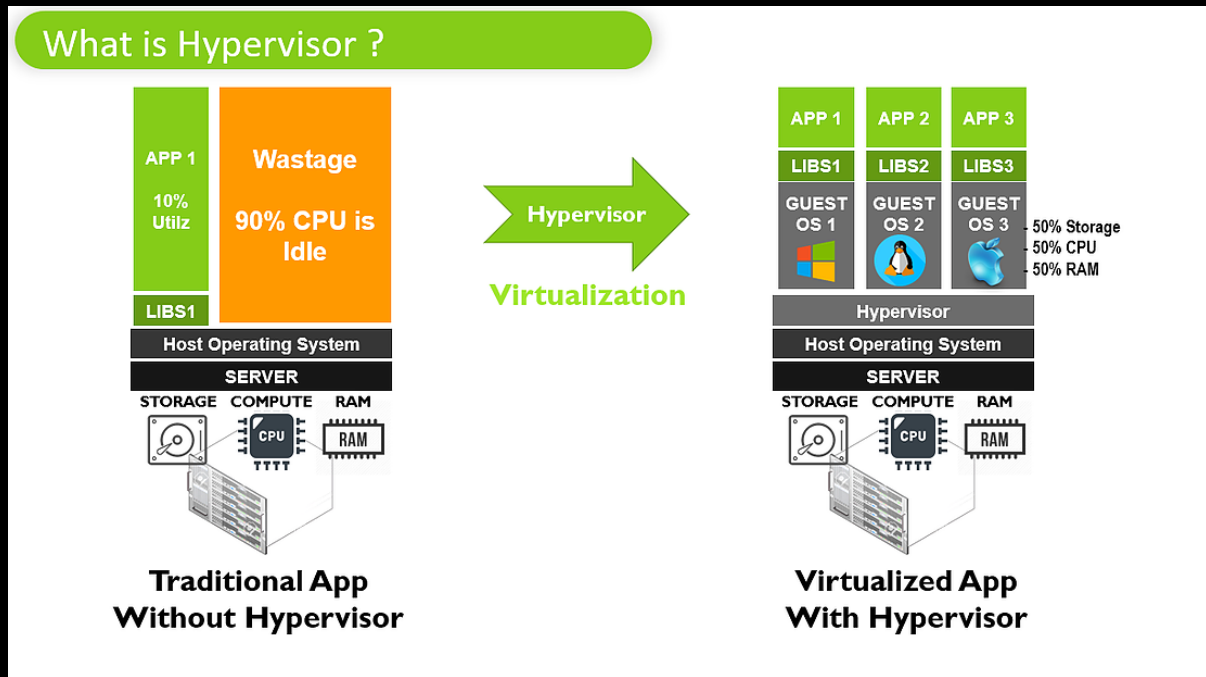 What is Hypervisor ?
APP 1
10%
Utilz
LIBS1
Wastage
90% CPU is
Idle
Host Operating System
SERVER
STORAGE COMPUTE RAM
CPU
RAM
Traditional App
Without Hypervisor
Hypervisor
Virtualization
APP 1 APP 2 APP 3
LIBS1 LIBS2 LIBS3
GUEST
OS 1
GUEST
OS 2
GUEST
OS 3
- 50% Storage
- 50% CPU
- 50% RAM
Hypervisor
Host Operating System
SERVER
STORAGE COMPUTE RAM
CPU
RAM
Virtualized App
With Hypervisor